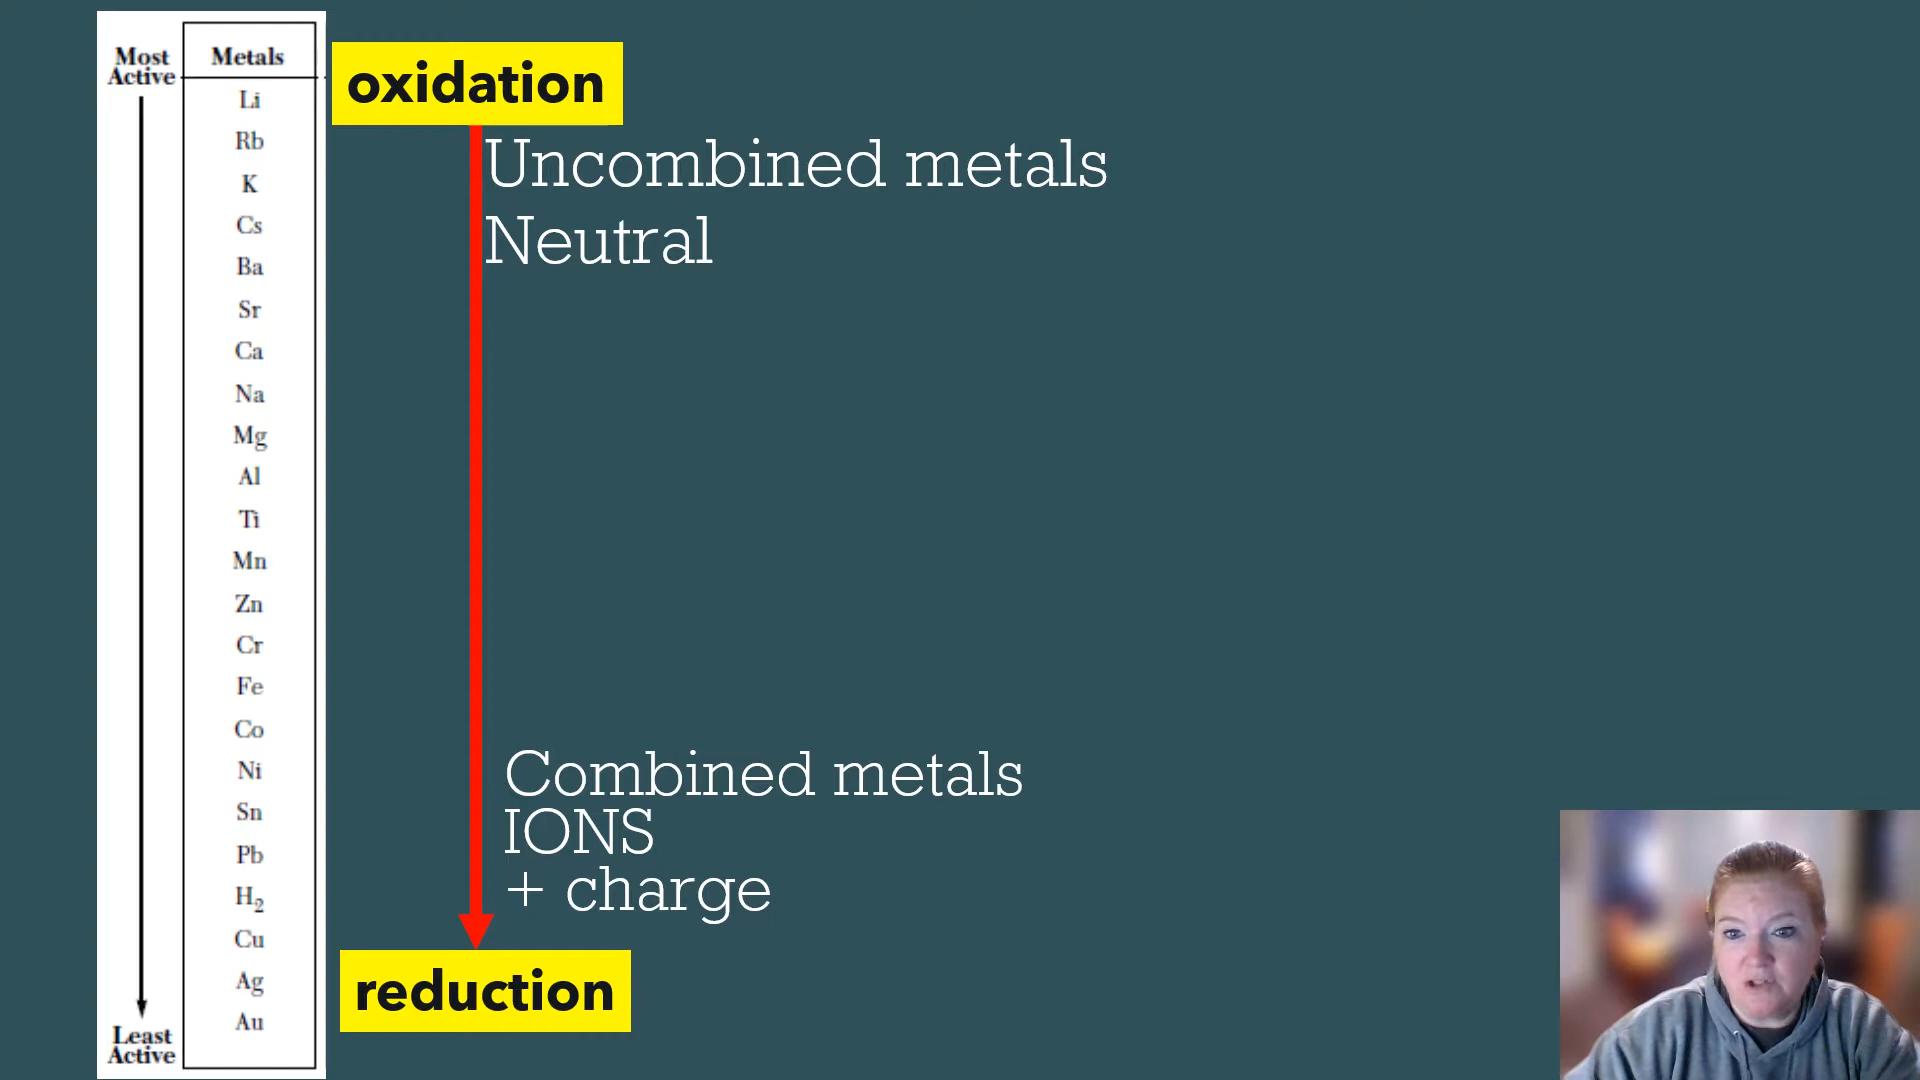 Most
Active
Metals
Li
Rb
K
Cs
Ba
Sr
Ca
Na
Mg
Al
Ti
Mn
Zn
Cr
Fe
Co
Ni
Sn
Pb
H₂
Cu
Ag
Au
Least
Active
oxidation
Uncombined metals
Neutral
Combined metals
IONS
+ charge
reduction